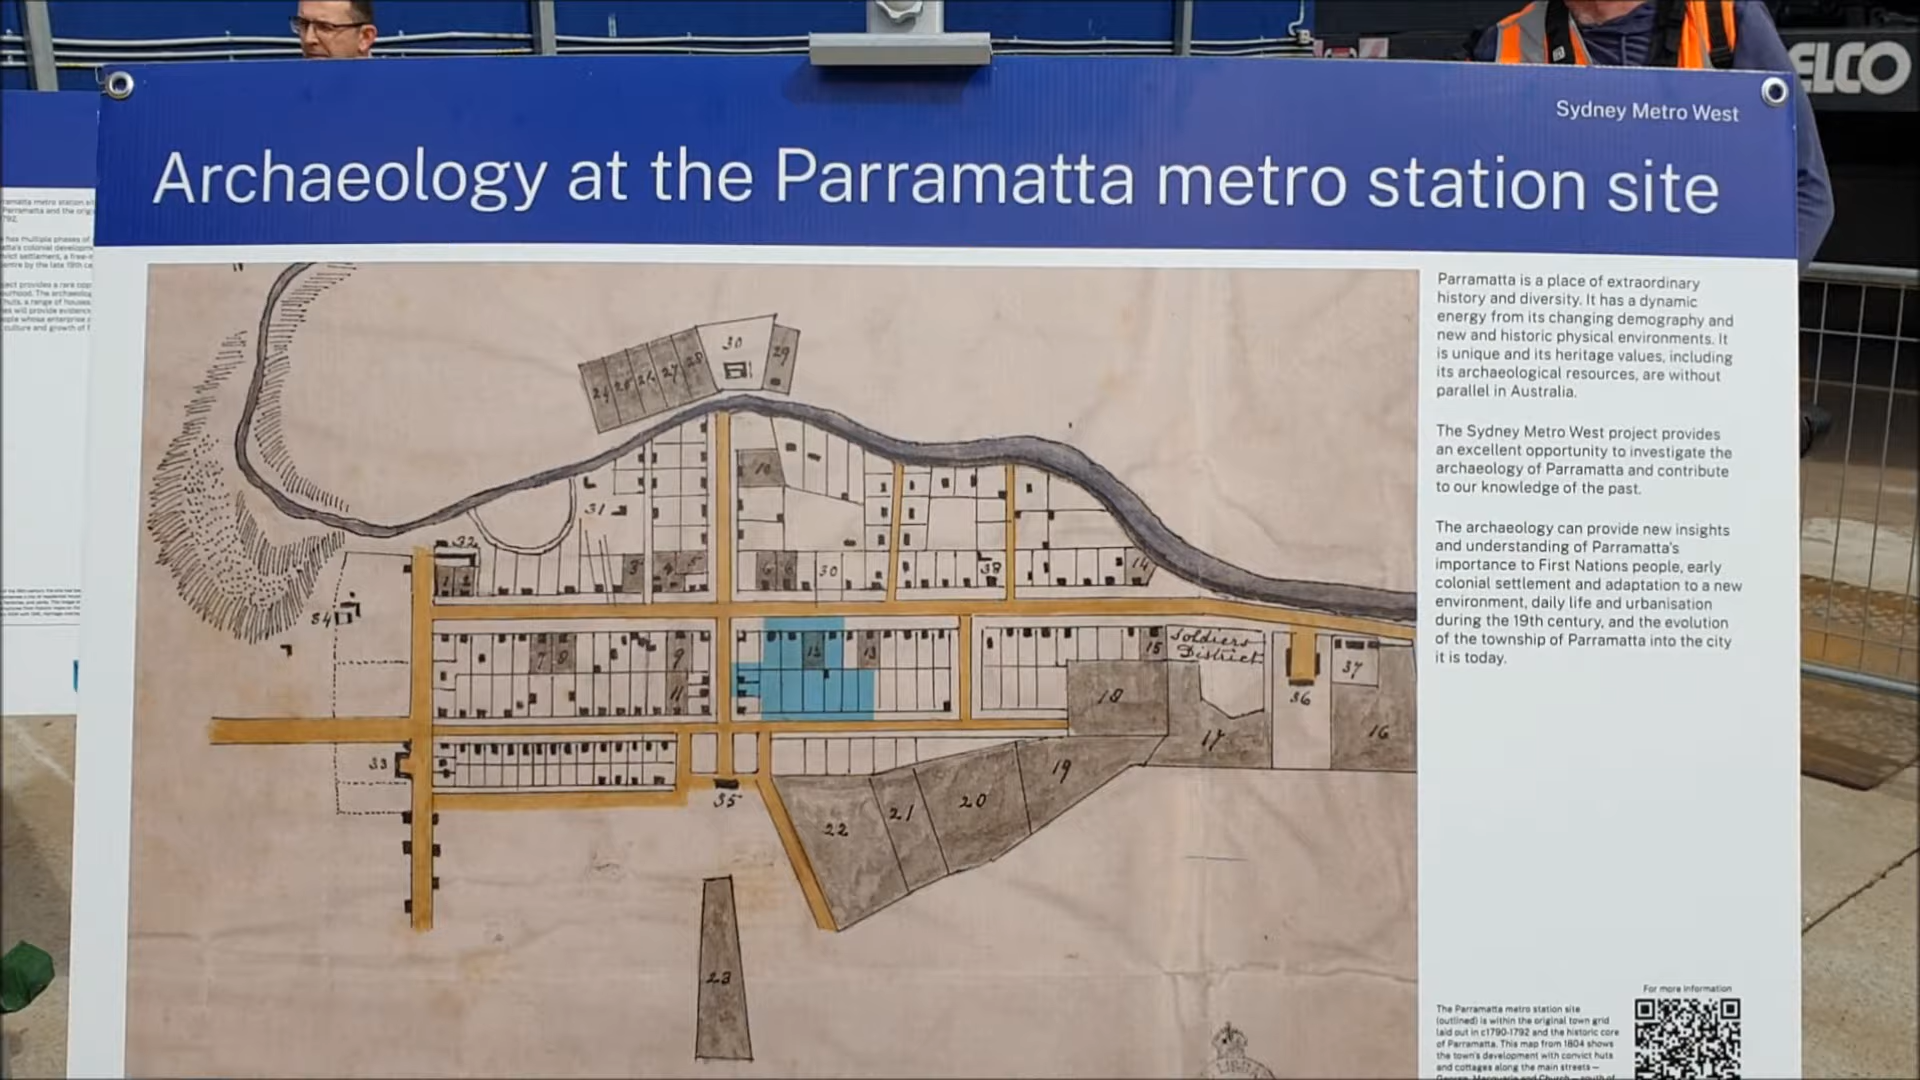 ELCO
Sydney Metro West
Archaeology at the Parramatta metro station site
Parramatta is a place of extraordinary
history and diversity. It has a dynamic
energy from its changing demography and
new and historic physical environments. It
is unique and its heritage values, including
its archaeological resources, are without
parallel in Australia.
The Sydney Metro West project provides
an excellent opportunity to investigate the
archaeology of Parramatta and contribute
to our knowledge of the past.
The archaeology can provide new insights
and understanding of Parramatta's
importance to First Nations people, early
colonial settlement and adaptation to a new
environment, daily life and urbanisation
during the 19th century, and the evolution
of the township of Parramatta into the city
it is today.
For more information
The Parramatta metro station site
(outlined) is within the original town grid
laid out in c1790-1792 and the historic core
of Parramatta. This map from 1804 shows
the town's development with convict huts
and cottages along the main streets –
George, Macquarie and Church – south of
30
29
24 25 26 27 28
10
31
32
1 2
3 4 5
6
30
38
14
34
7 8
9
12
13
15
Soldiers
District
37
11
18
36
17
16
33
35
19
20
21
22
23